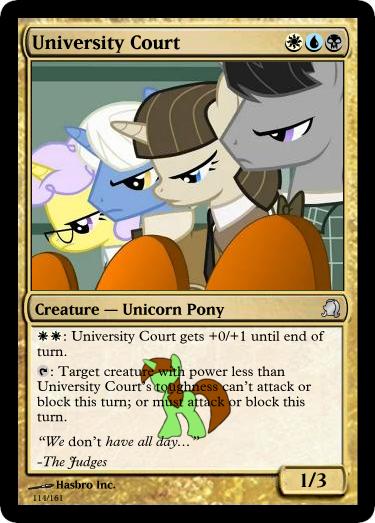 University Court
Creature — Unicorn Pony
: University Court gets +0/+1 until end of
turn.
: Target creature with power less than
University Court's toughness can't attack or
block this turn; or must attack or block this
turn.
"We don't have all day..."
-The Judges
Hasbro Inc.
114/161
1/3